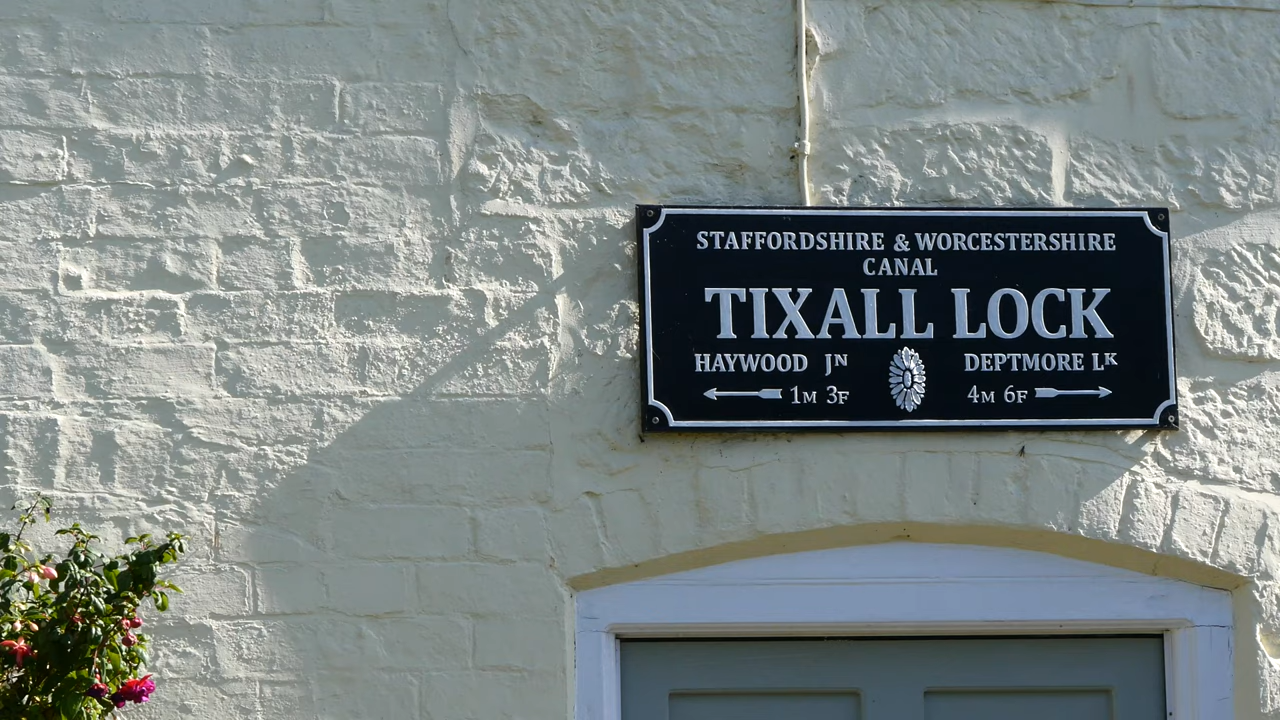 STAFFORDSHIRE & WORCESTERSHIRE
CANAL
TIXALL LOCK
HAYWOOD JN DEPTMORE LK
1M 3F 4M 6F